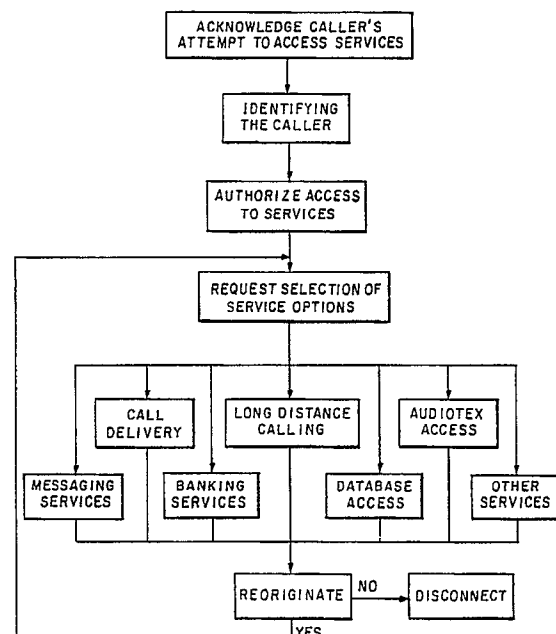 ACKNOWLEDGE CALLER'S
ATTEMPT TO ACCESS SERVICES
IDENTIFYING
THE CALLER
AUTHORIZE ACCESS
TO SERVICES
REQUEST SELECTION OF
SERVICE OPTIONS
CALL
DELIVERY
LONG DISTANCE
CALLING
AUDIOTEX
ACCESS
MESSAGING
SERVICES
BANKING
SERVICES
DATABASE
ACCESS
OTHER
SERVICES
REORIGINATE
NO
DISCONNECT
YES